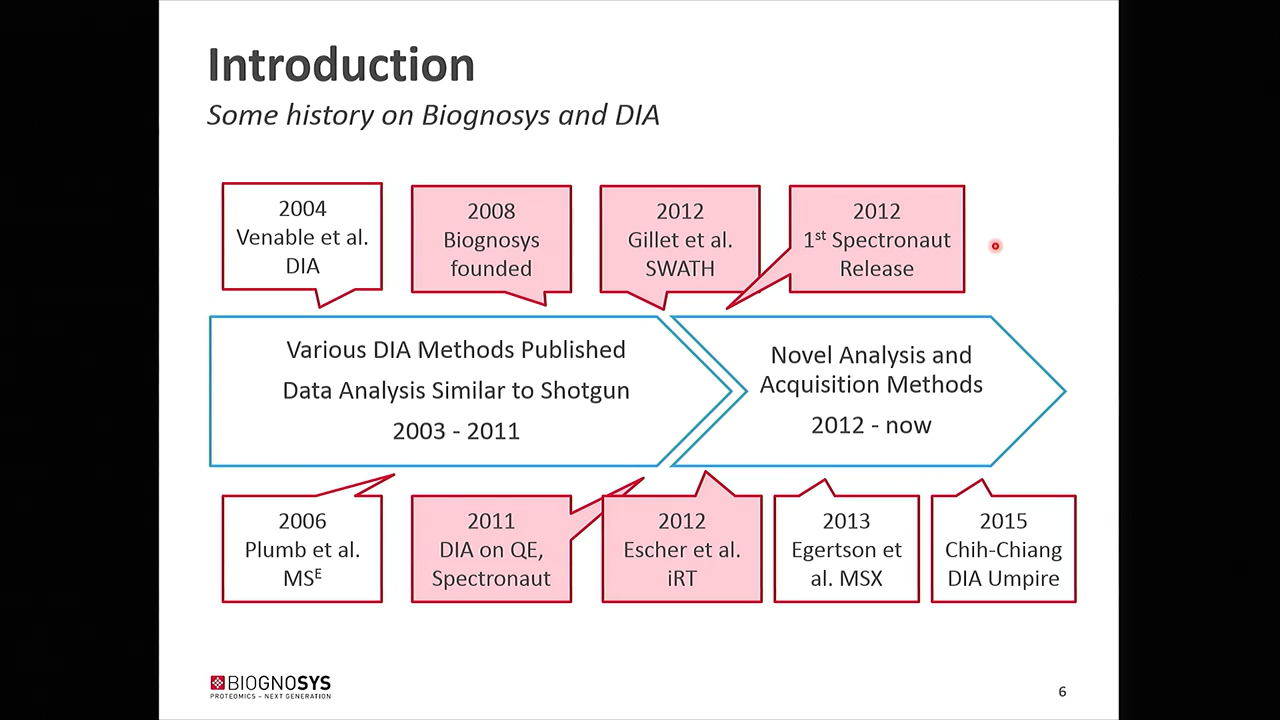 Introduction
Some history on Biognosys and DIA
2004
Venable et al.
DIA
2008
Biognosys
founded
2012
Gillet et al.
SWATH
2012
1st Spectronaut
Release
Various DIA Methods Published
Data Analysis Similar to Shotgun
2003 - 2011
Novel Analysis and
Acquisition Methods
2012 - now
2006
Plumb et al.
MSE
2011
DIA on QE,
Spectronaut
2012
Escher et al.
iRT
2013
Egertson et
al. MSX
2015
Chih-Chiang
DIA Umpire
BIOGNOSYS
PROTEOMICS – NEXT GENERATION
6